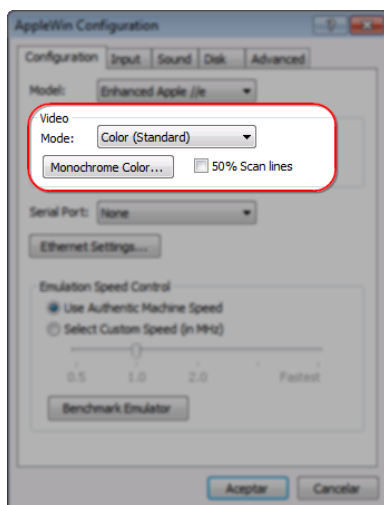 AppleWin Configuration
Configuration Input Sound Disk Advanced
Model: Enhanced Apple //e
Video
Mode: Color (Standard)
Monochrome Color... 50% Scan lines
Serial Port: None
Ethernet Settings...
Emulation Speed Control
Use Authentic Machine Speed
Select Custom Speed (in MHz)
0.5 1.0 2.0 Fastest
Benchmark Emulator
Aceptar Cancelar